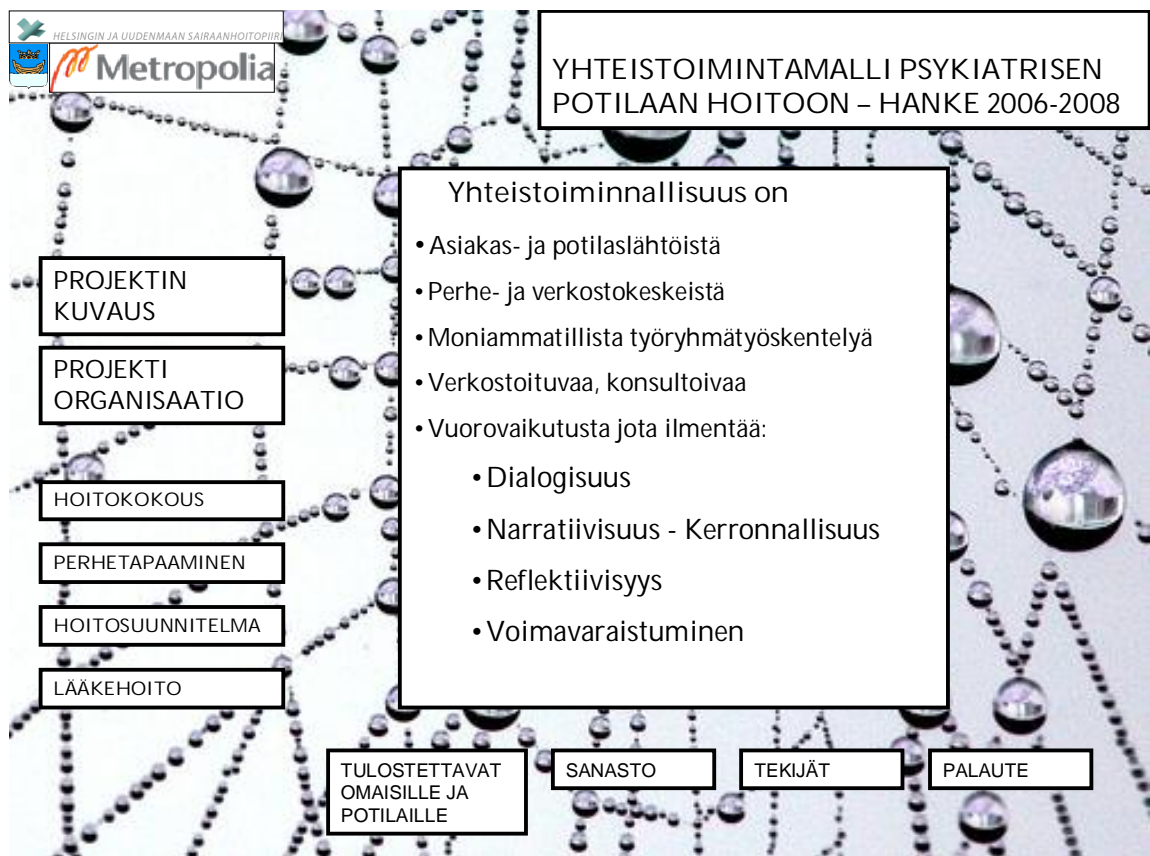 HELSINGIN JA UUDENMAAN SAIRAANHOITOPIIRI
Metropolia
YHTEISTOIMINTAMALLI PSYKIATRISEN
POTILAAN HOITOON – HANKE 2006-2008
Yhteistoiminnallisuus on
• Asiakas- ja potilaslähtöistä
• Perhe- ja verkostokeskeistä
• Moniammatillista työryhmätyöskentelyä
• Verkostoituvaa, konsultoivaa
• Vuorovaikutusta jota ilmentää:
• Dialogisuus
• Narratiivisuus - Kerronnallisuus
• Reflektiivisyys
• Voimavaraistuminen
PROJEKTIN
KUVAUS
PROJEKTI
ORGANISAATIO
HOITOKOKOUS
PERHETAPAAMINEN
HOITOSUUNNITELMA
LÄÄKEHOITO
TULOSTETTAVAT
OMAISILLE JA
POTILAILLE
SANASTO
TEKIJÄT
PALAUTE